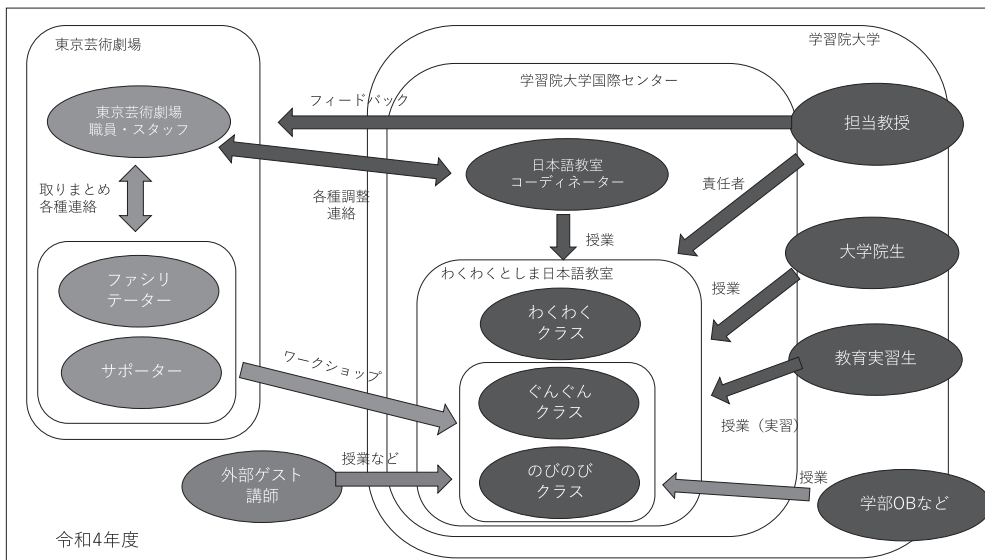 東京芸術劇場
学習院大学
学習院大学国際センター
東京芸術劇場
職員・スタッフ
フィードバック
担当教授
日本語教室
コーディネーター
取りまとめ
各種連絡
各種調整
連絡
責任者
授業
大学院生
ファシリ
テーター
わくわくとしま日本語教室
わくわく
クラス
授業
サポーター
ワークショップ
教育実習生
ぐんぐん
クラス
授業（実習）
外部ゲスト
講師
授業など
のびのび
クラス
授業
学部OBなど
令和4年度